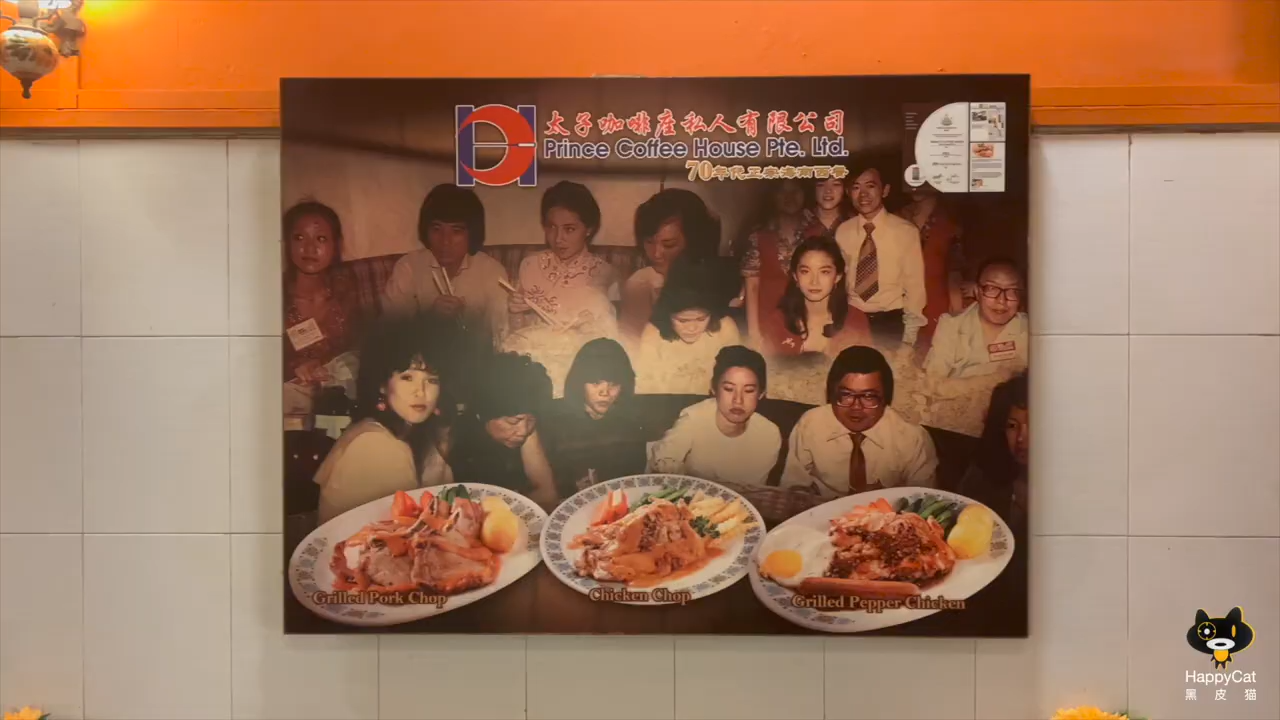 太子咖啡座私人有限公司
Prince Coffee House Pte. Ltd.
70年代正宗海南西餐
Grilled Pork Chop
Chicken Chop
Grilled Pepper Chicken
HappyCat
黑皮猫